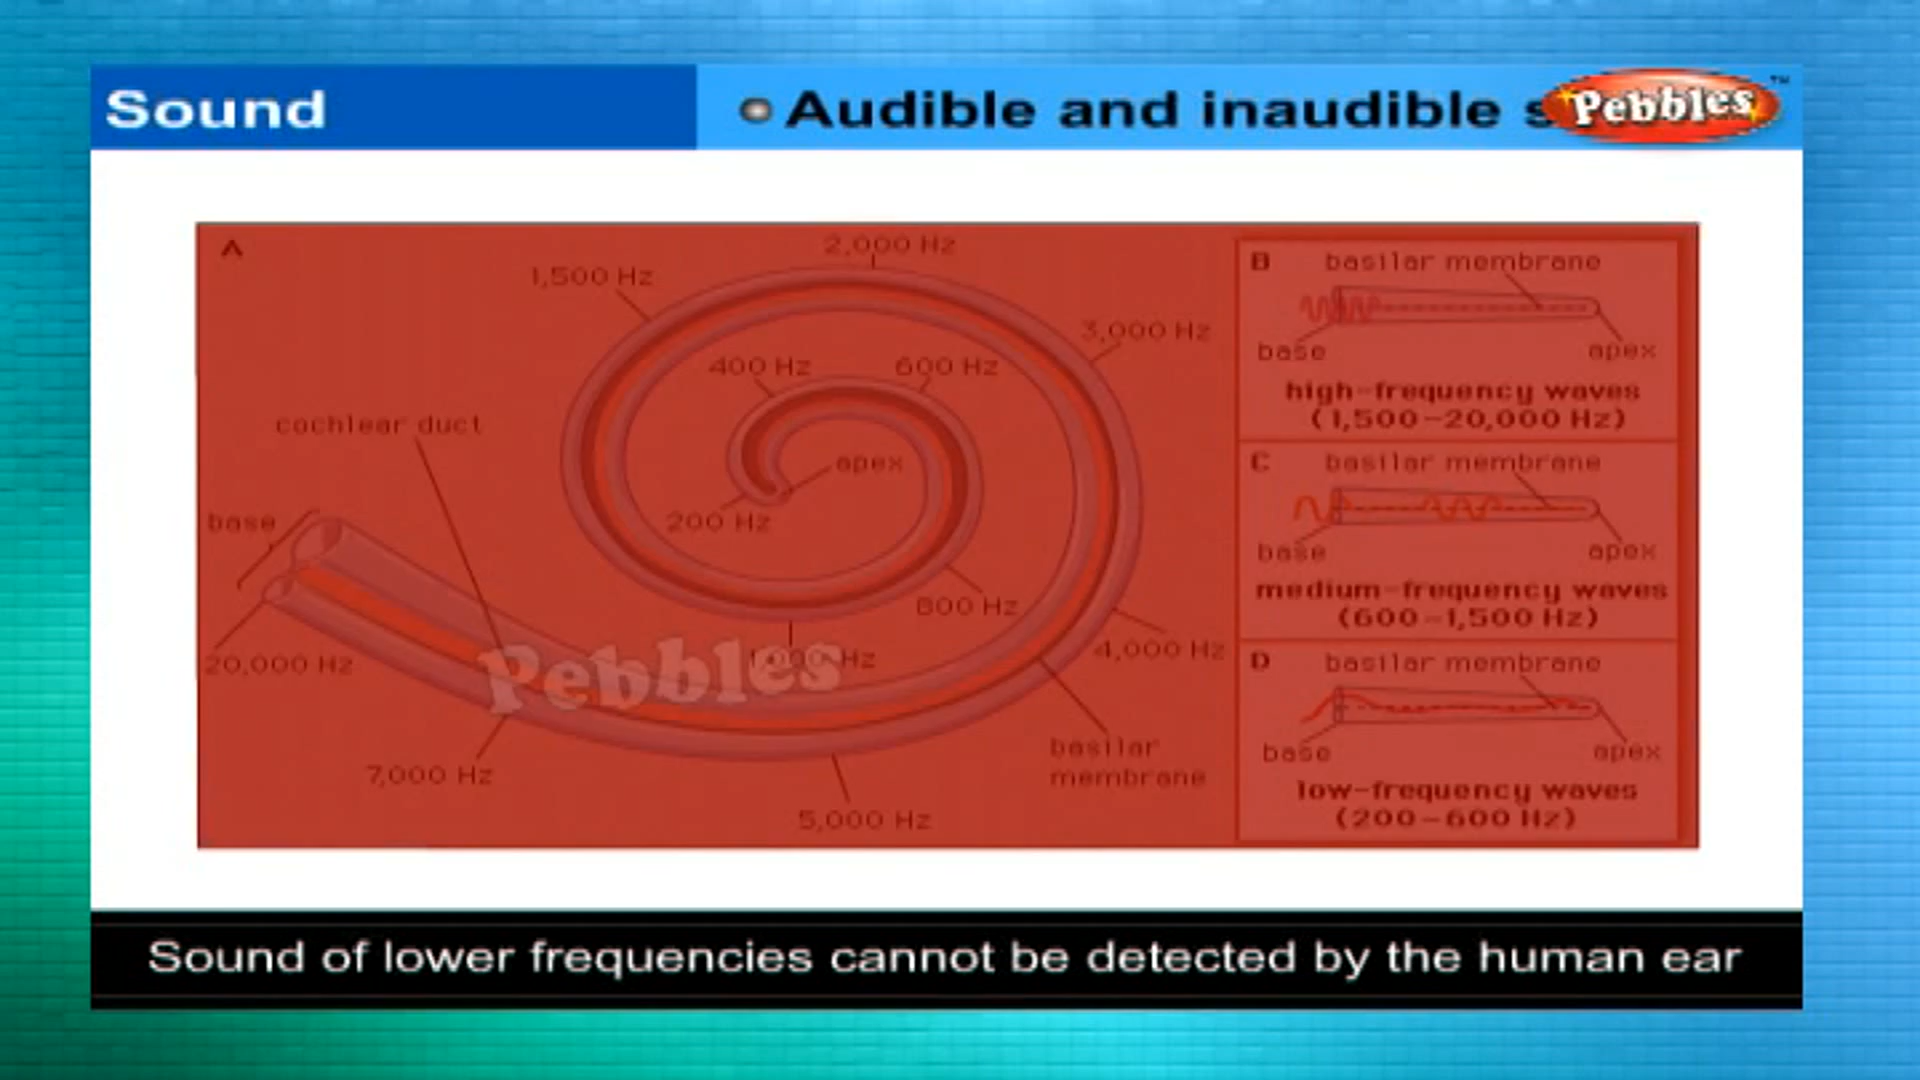 Sound
Audible and inaudible
Pebbles
TM
A
2,000 Hz
1,500 Hz
3,000 Hz
400 Hz
600 Hz
cochlear duct
apex
200 Hz
base
800 Hz
20,000 Hz
4,000 Hz
Pebbles
7,000 Hz
basilar
membrane
5,000 Hz
B basilar membrane
base apex
high-frequency waves
(1,500-20,000 Hz)
C basilar membrane
base apex
medium-frequency waves
(600-1,500 Hz)
D basilar membrane
base apex
low-frequency waves
(200-600 Hz)
Sound of lower frequencies cannot be detected by the human ear